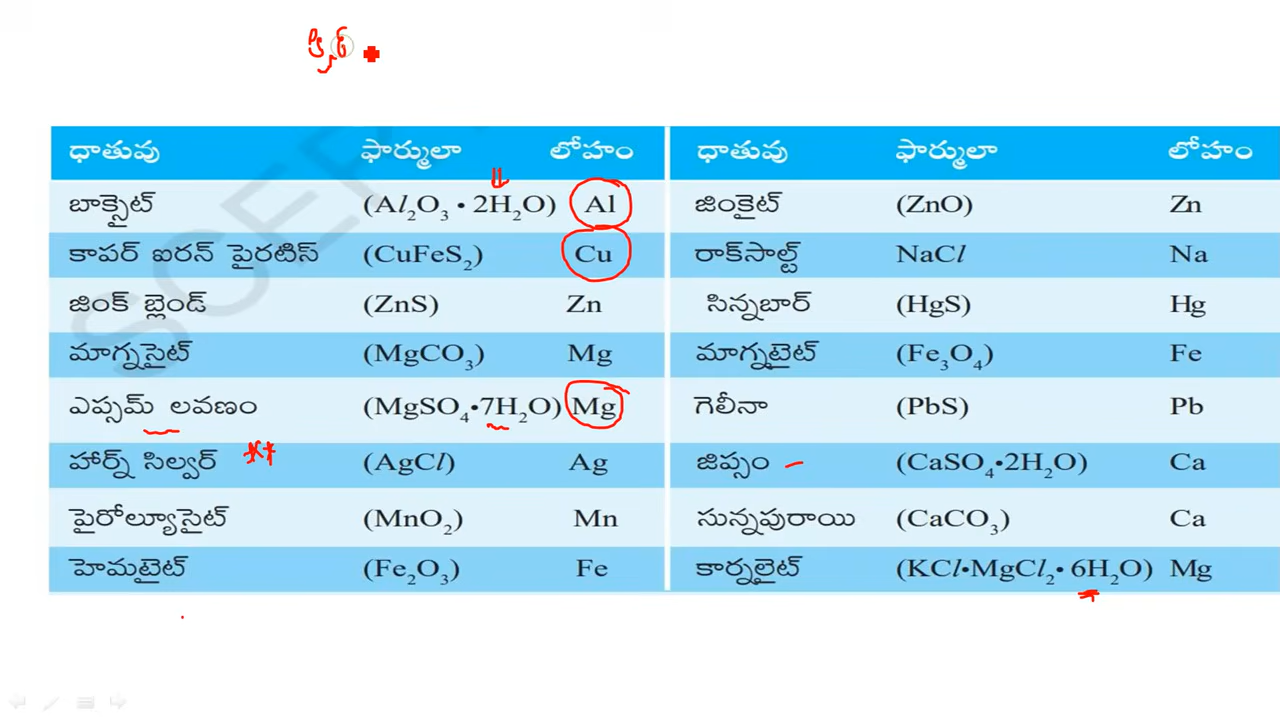 ధాతువు ఫార్ములా లోహం ధాతువు ఫార్ములా లోహం
బాక్సైట్ (Al₂O₃ • 2H₂O) Al జింకైట్ (ZnO) Zn
కాపర్ ఐరన్ పైరటిస్ (CuFeS₂) Cu రాక్‌సాల్ట్ NaCl Na
జింక్ బ్లెండ్ (ZnS) Zn సిన్నబార్ (HgS) Hg
మాగ్నసైట్ (MgCO₃) Mg మాగ్నటైట్ (Fe₃O₄) Fe
ఎప్సమ్ లవణం (MgSO₄•7H₂O) Mg గెలీనా (PbS) Pb
హార్న్ సిల్వర్ (AgCl) Ag జిప్సం (CaSO₄•2H₂O) Ca
పైరోల్యూసైట్ (MnO₂) Mn సున్నపురాయి (CaCO₃) Ca
హెమటైట్ (Fe₂O₃) Fe కార్నలైట్ (KCl•MgCl₂• 6H₂O) Mg